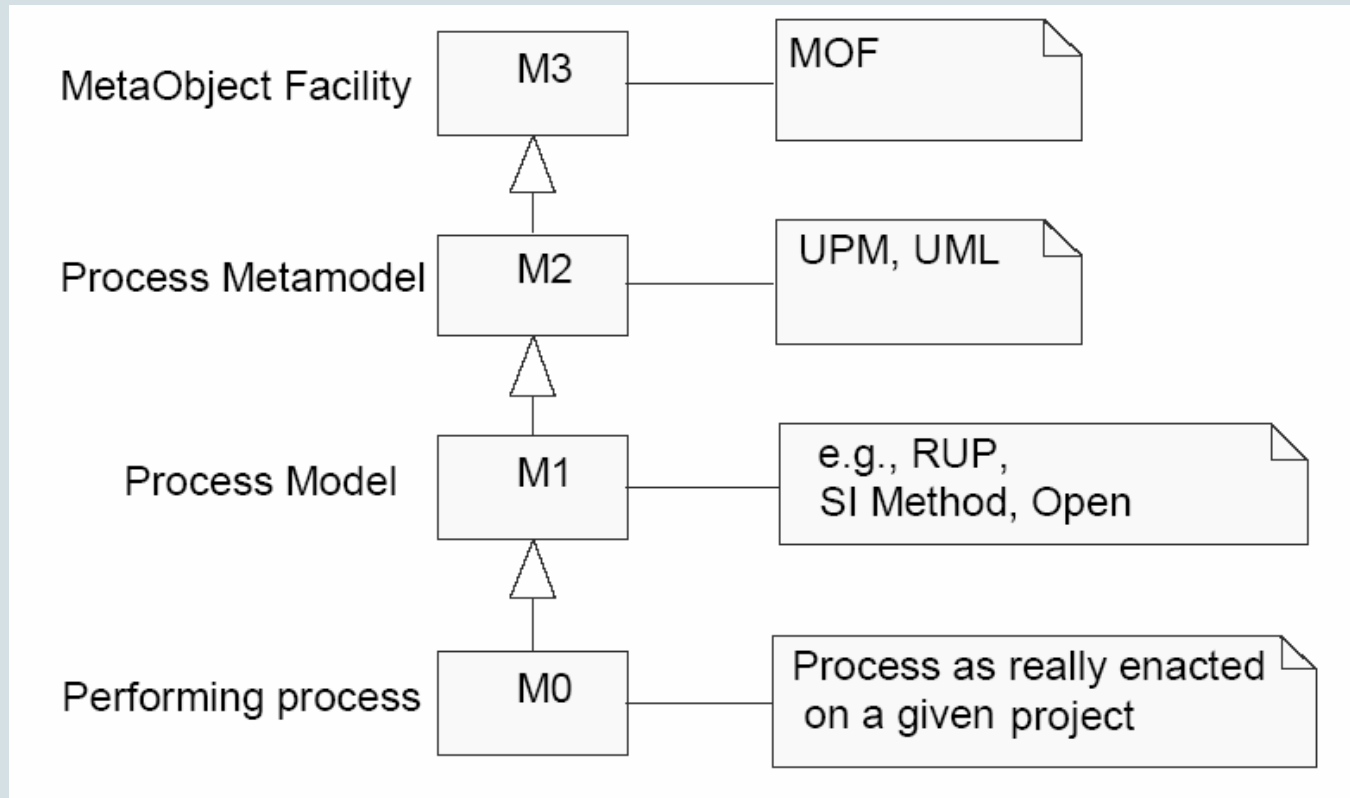 MetaObject Facility
M3
MOF
Process Metamodel
M2
UPM, UML
Process Model
M1
e.g., RUP,
SI Method, Open
Performing process
M0
Process as really enacted
on a given project